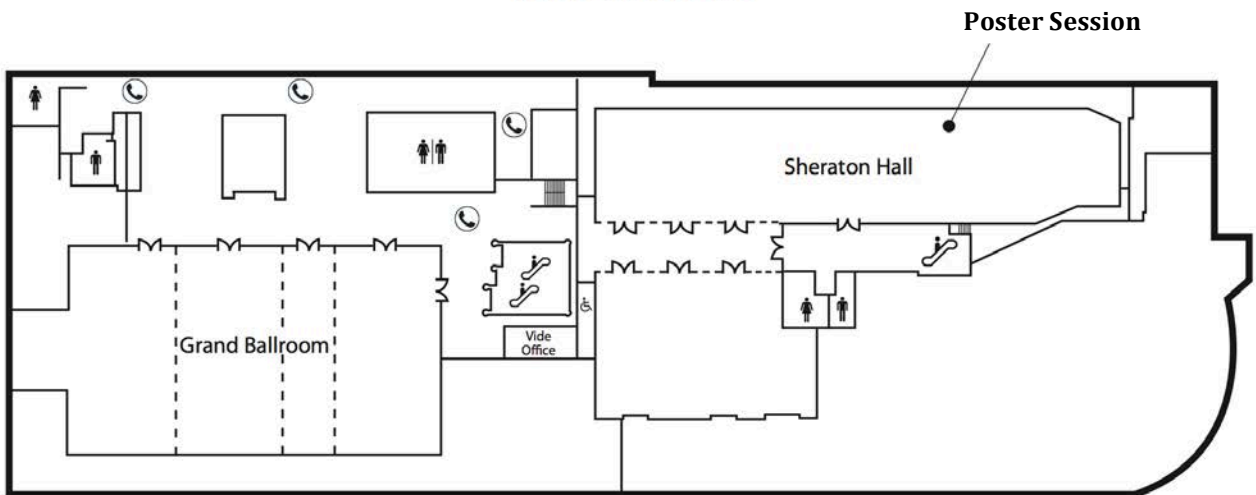 Poster Session
Sheraton Hall
Grand Ballroom
Vide
Office